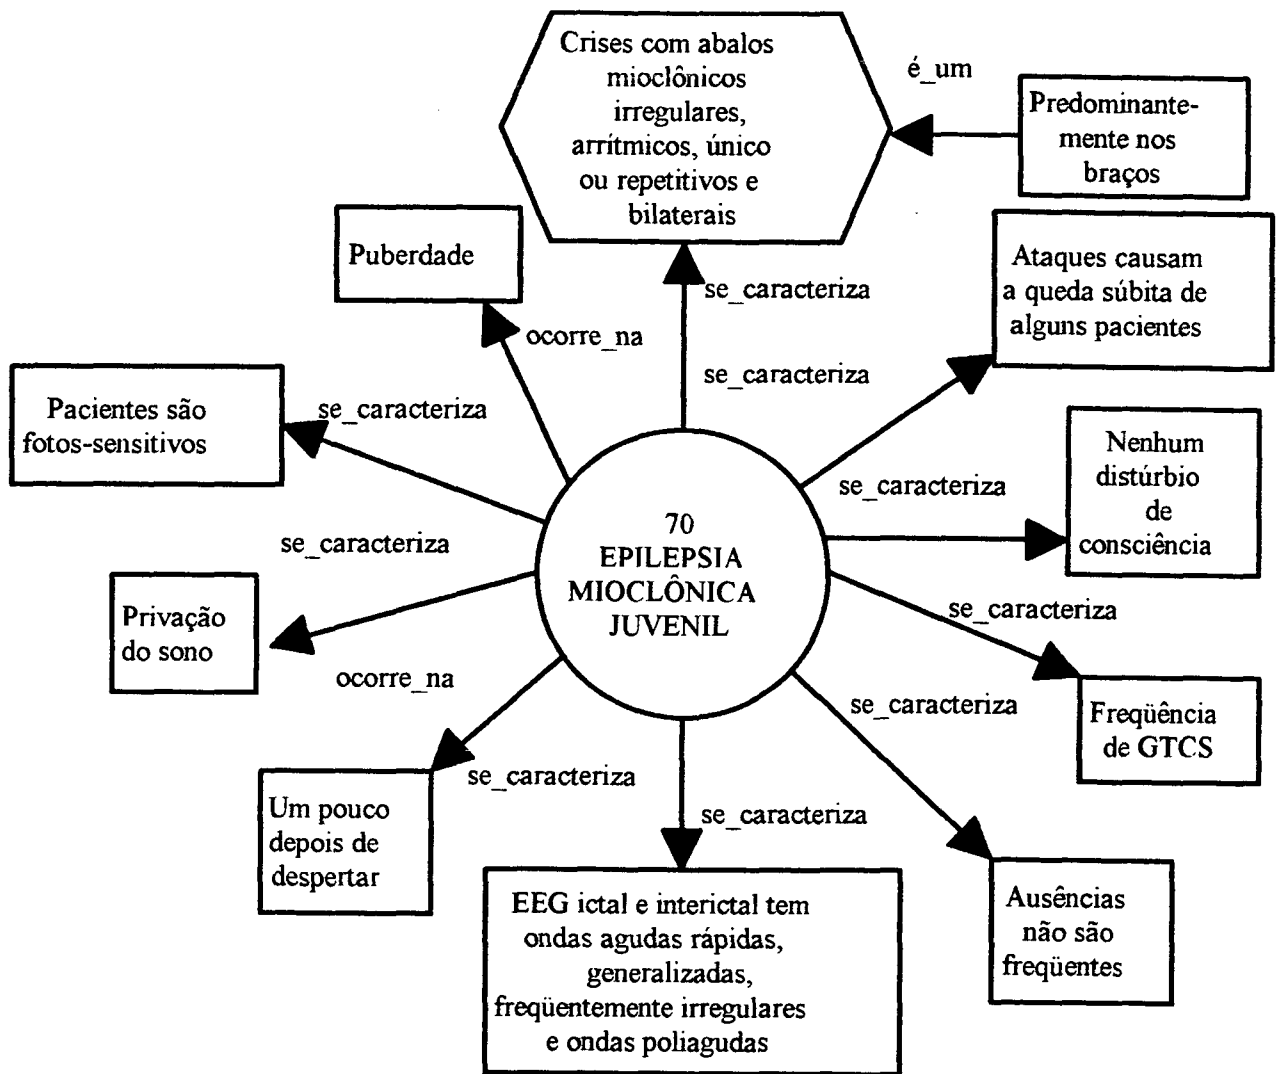 Crises com abalos
mioclônicos
irregulares,
arrítmicos, único
ou repetitivos e
bilaterais
é_um
Predominante-
mente nos
braços
Puberdade
se_caracteriza
Ataques causam
a queda súbita de
alguns pacientes
ocorre_na
se_caracteriza
Pacientes são
fotos-sensitivos
se_caracteriza
Nenhum
distúrbio
de
consciência
se_caracteriza
70
EPILEPSIA
MIOCLÔNICA
JUVENIL
se_caracteriza
Privação
do sono
se_caracteriza
ocorre_na
se_caracteriza
Freqüência
de GTCS
Um pouco
depois de
despertar
se_caracteriza
se_caracteriza
EEG ictal e interictal tem
ondas agudas rápidas,
generalizadas,
freqüentemente irregulares
e ondas poliagudas
Ausências
não são
freqüentes